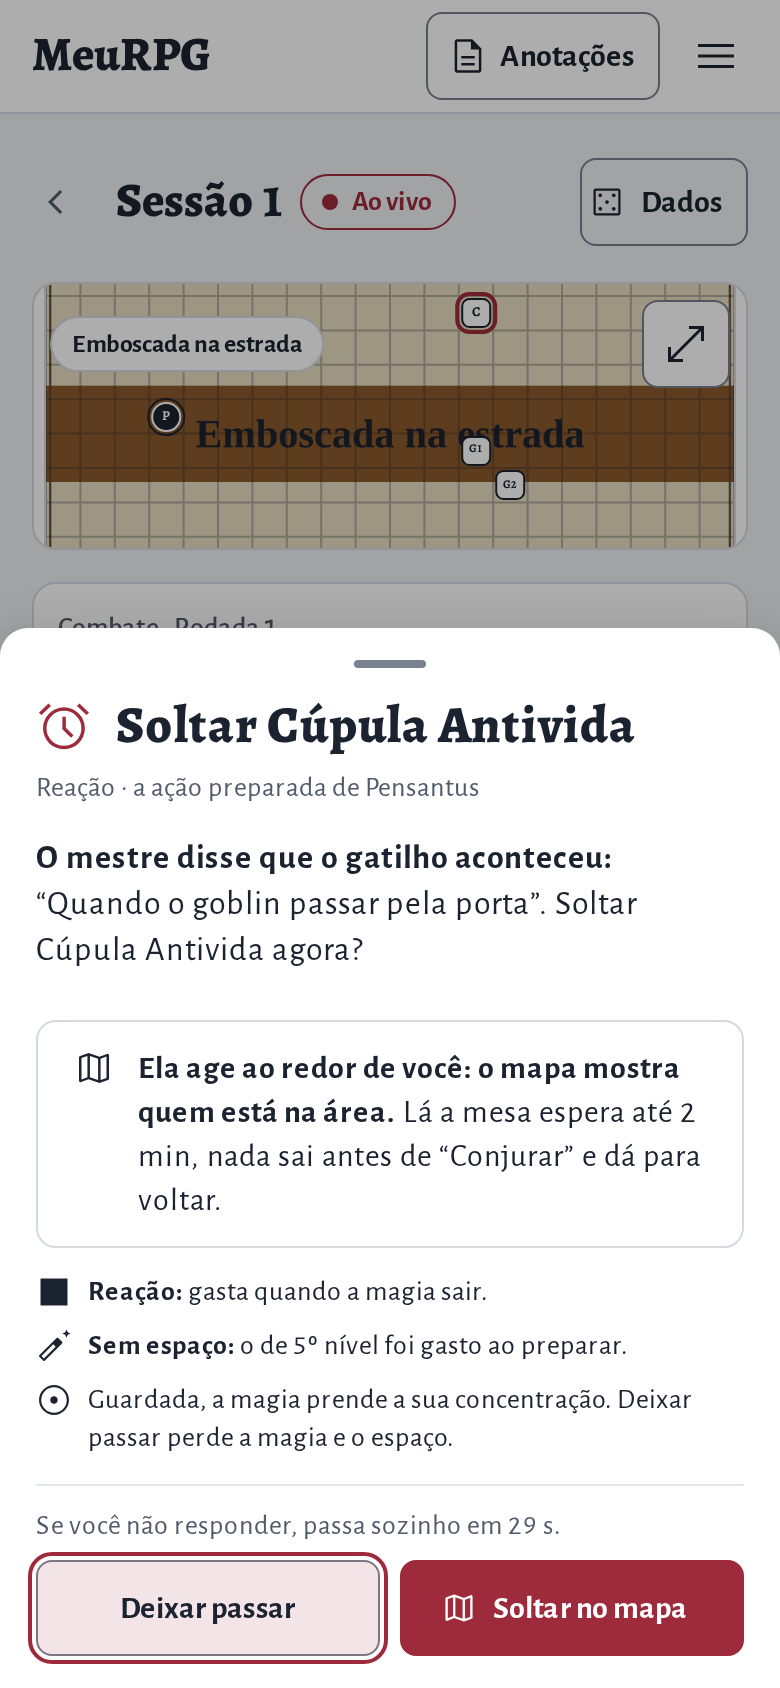 MeuRPG
Anotações
Sessão 1
Ao vivo
Dados
C
Emboscada na estrada
P
Emboscada na estrada
G1
G2
Combate · Rodada 1
Soltar Cúpula Antivida
Reação · a ação preparada de Pensantus
O mestre disse que o gatilho aconteceu:
“Quando o goblin passar pela porta”. Soltar
Cúpula Antivida agora?
Ela age ao redor de você: o mapa mostra
quem está na área. Lá a mesa espera até 2
min, nada sai antes de “Conjurar” e dá para
voltar.
Reação: gasta quando a magia sair.
Sem espaço: o de 5º nível foi gasto ao preparar.
Guardada, a magia prende a sua concentração. Deixar
passar perde a magia e o espaço.
Se você não responder, passa sozinho em 29 s.
Deixar passar
Soltar no mapa